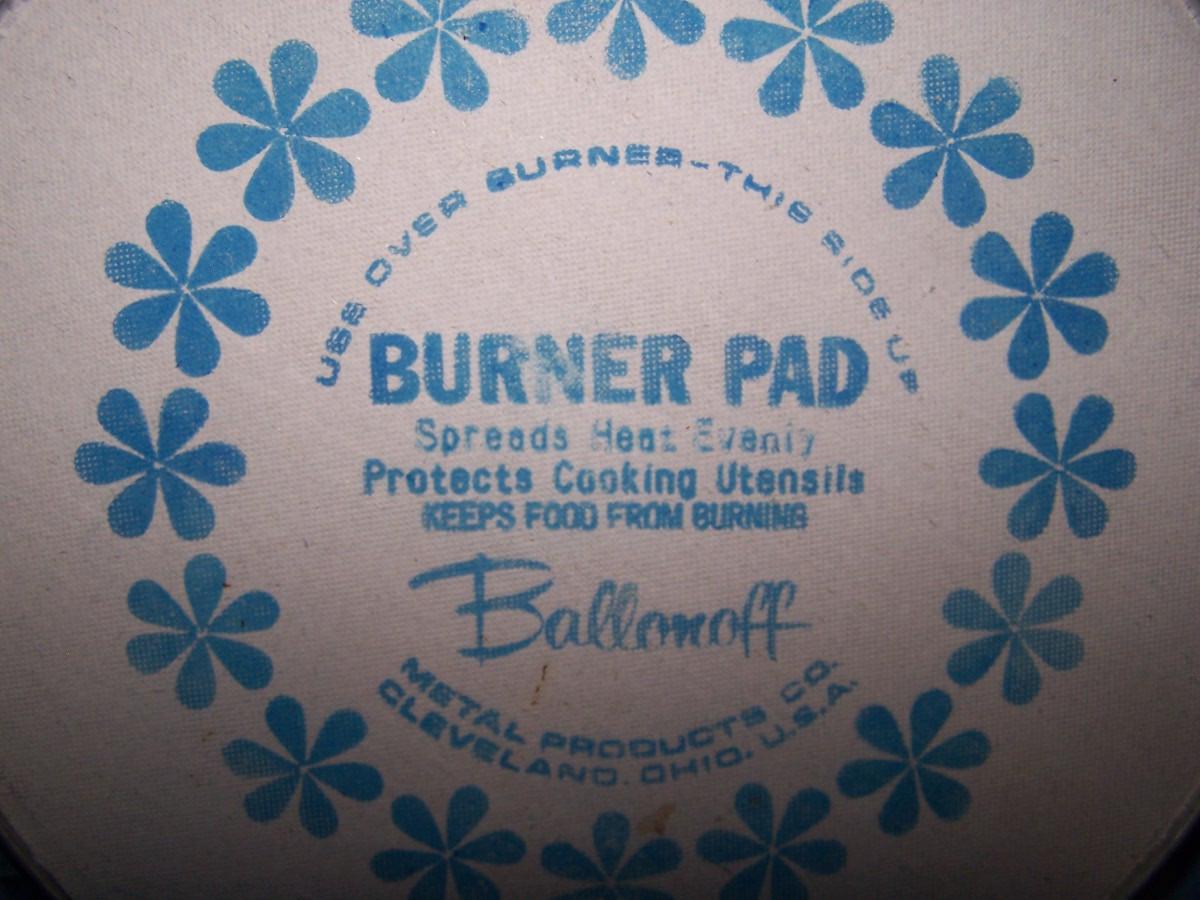 USE OVER BURNER-THIS SIDE UP
BURNER PAD
Spreads Heat Evenly
Protects Cooking Utensils
KEEPS FOOD FROM BURNING
Ballonoff
METAL PRODUCTS CO.
CLEVELAND, OHIO, U.S.A.